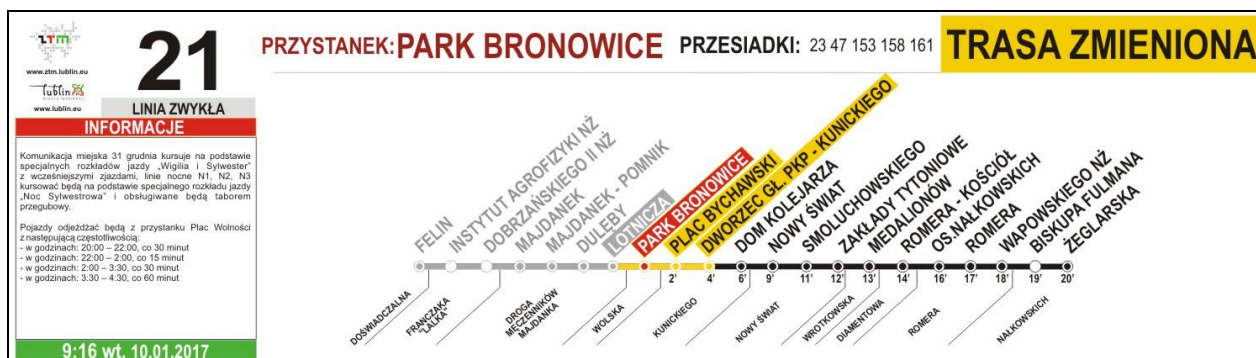 ztm
www.ztm.lublin.eu
lublin
www.lublin.eu
21
LINIA ZWYKŁA
PRZYSTANEK: PARK BRONOWICE PRZESIADKI: 23 47 153 158 161 TRASA ZMIENIONA
INFORMACJE
Komunikacja miejska 31 grudnia kursuje na podstawie
specjalnych rozkładów jazdy „Wigilia i Sylwester”
z wcześniejszymi zjazdami, linie nocne N1, N2, N3
kursować będą na podstawie specjalnego rozkładu jazdy
„Noc Sylwestrowa” i obsługiwane będą taborem
przegubowym.
Pojazdy odjeżdżać będą z przystanku Plac Wolności
z następującą częstotliwością:
- w godzinach: 20:00 – 22:00, co 30 minut
- w godzinach: 22:00 - 2:00, co 15 minut
- w godzinach: 2:00 - 3:30, co 30 minut
- w godzinach: 3:30 – 4:30, co 60 minut
9:16 wt. 10.01.2017
FELIN
INSTYTUT AGROFIZYKI NŻ
DOBRZAŃSKIEGO II NŻ
MAJDANEK
MAJDANEK - POMNIK
DULĘBY
LOTNICZA
PARK BRONOWICE
PLAC BYCHAWSKI
DWORZEC GŁ. PKP - KUNICKIEGO
DOM KOLEJARZA
NOWY ŚWIAT
SMOLUCHOWSKIEGO
ZAKŁADY TYTONIOWE
MEDALIONÓW
ROMERA - KOŚCIÓŁ
OS.NAŁKOWSKICH
ROMERA
WAPOWSKIEGO NŻ
BISKUPA FULMANA
ŻEGLARSKA
2' 4' 6' 9' 11' 12' 13' 14' 16' 17' 18' 19' 20'
DOŚWIADCZALNA
FRANCZAKA
"LALKA"
DROGA
MĘCZENNIKÓW
MAJDANKA
WOLSKA
KUNICKIEGO
NOWY ŚWIAT
WROTKOWSKA
DIAMENTOWA
ROMERA
NAŁKOWSKICH